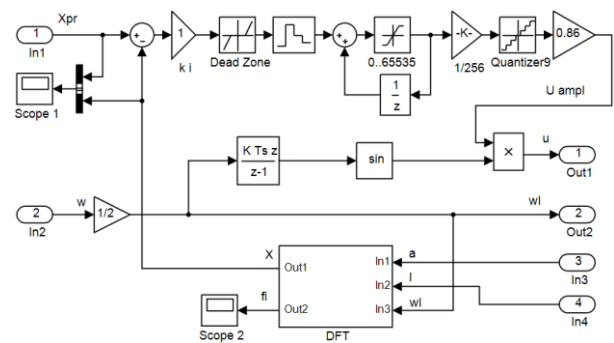 Xpr
1
In1
+
−
1
k i
Dead Zone
+
+
0..65535
-K-
1/256
Quantizer9
0.86
Scope 1
1
z
U ampl
K Ts z
z-1
sin
×
u
1
Out1
2
In2
w
1/2
wl
2
Out2
X
Out1
In1
a
3
In3
fi
Out2
In2
l
4
In4
In3
wl
Scope 2
DFT